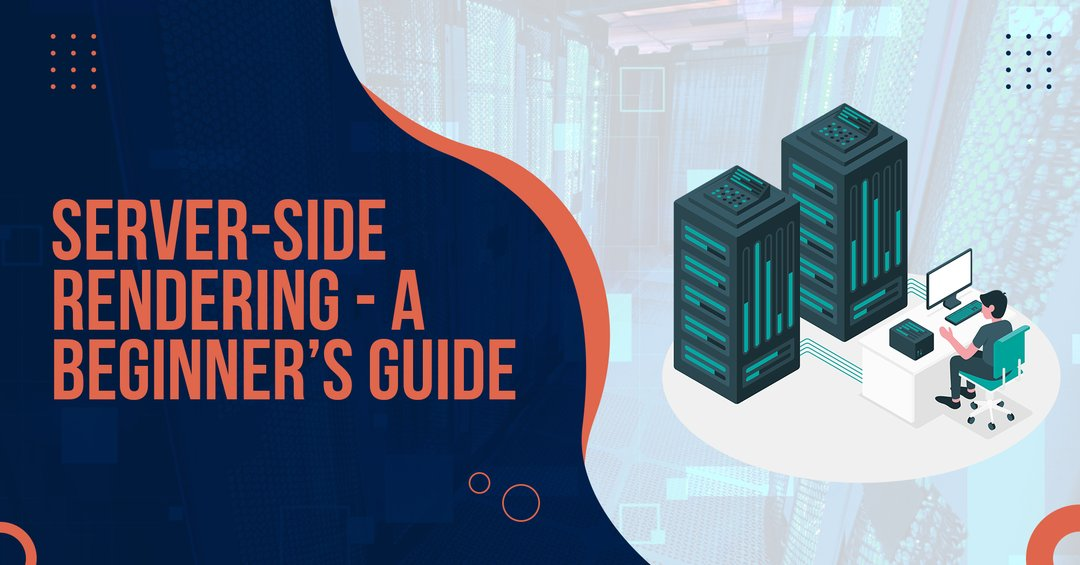 SERVER-SIDE
RENDERING - A
BEGINNER’S GUIDE